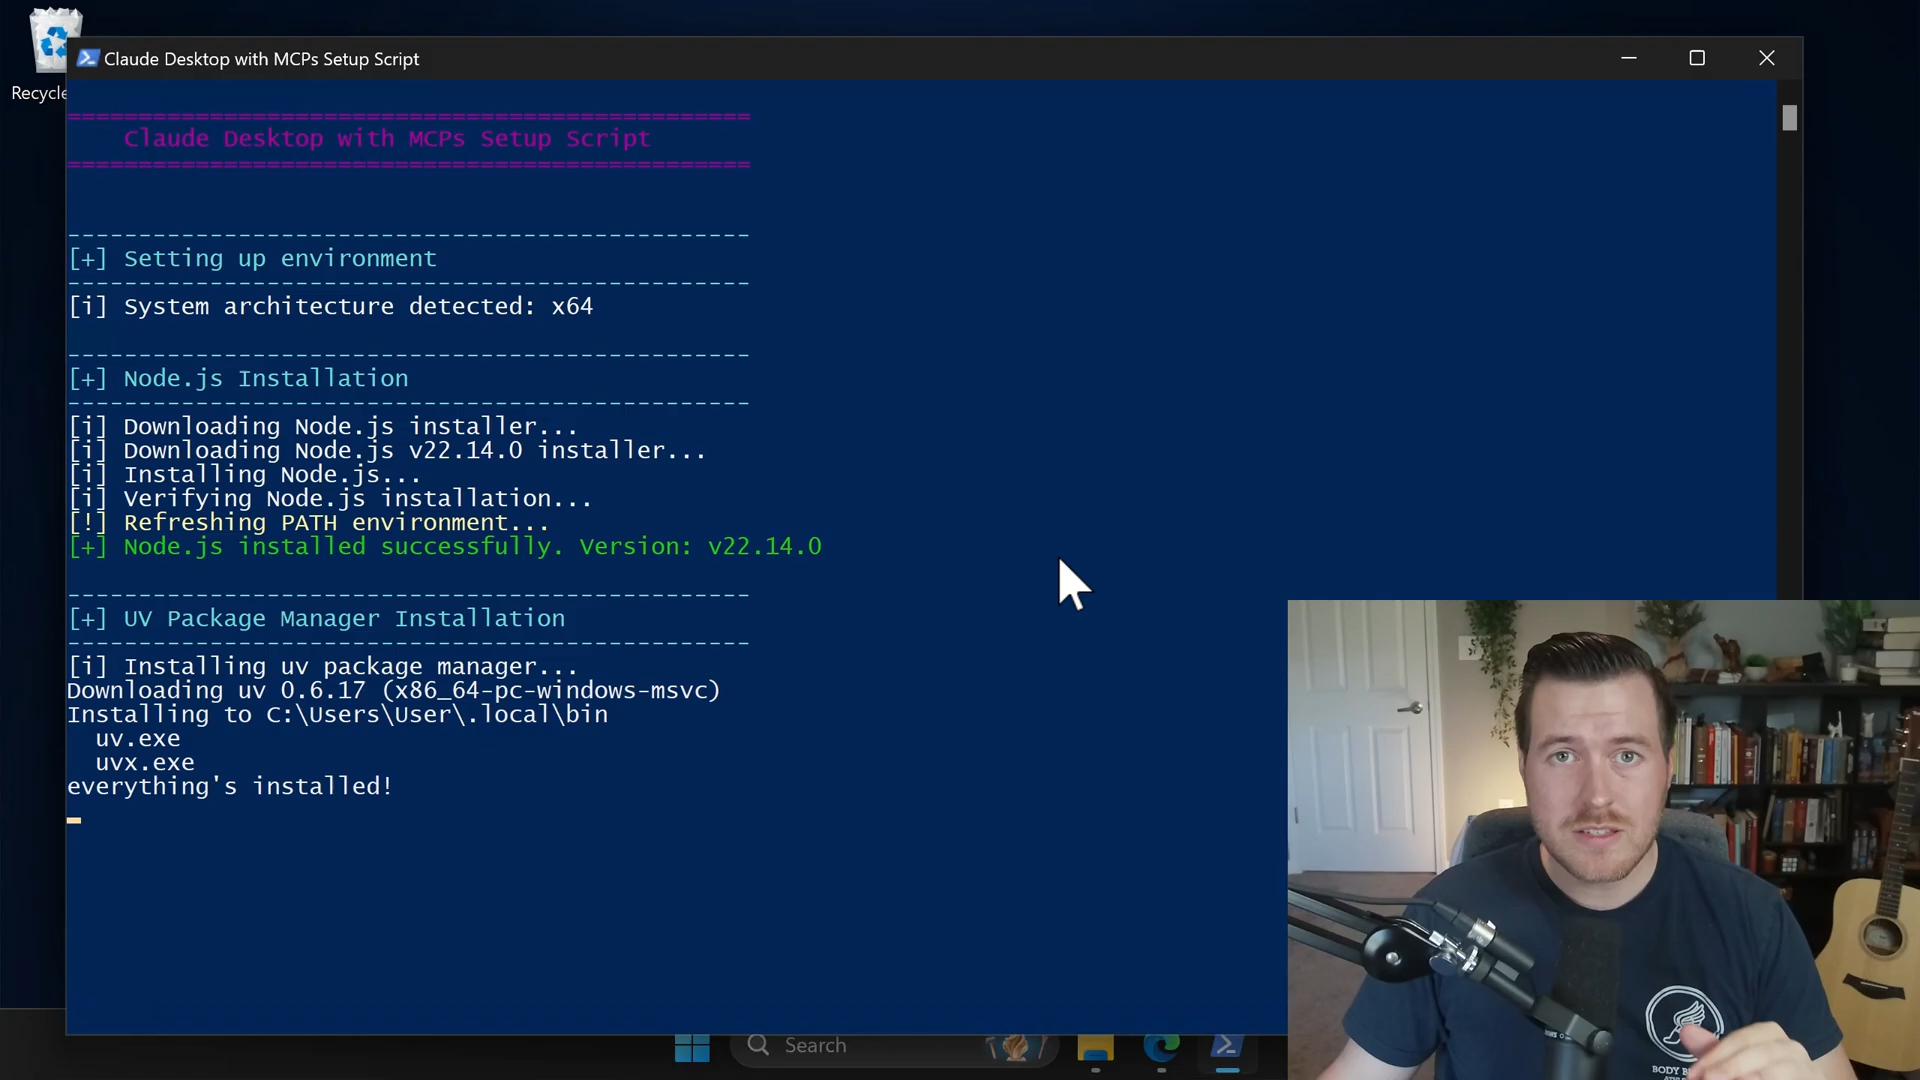 Recycle
Claude Desktop with MCPs Setup Script
================================================
Claude Desktop with MCPs Setup Script
================================================
------------------------------------------------
[+] Setting up environment
------------------------------------------------
[i] System architecture detected: x64
------------------------------------------------
[+] Node.js Installation
------------------------------------------------
[i] Downloading Node.js installer...
[i] Downloading Node.js v22.14.0 installer...
[i] Installing Node.js...
[i] Verifying Node.js installation...
[!] Refreshing PATH environment...
[+] Node.js installed successfully. Version: v22.14.0
------------------------------------------------
[+] UV Package Manager Installation
------------------------------------------------
[i] Installing uv package manager...
Downloading uv 0.6.17 (x86_64-pc-windows-msvc)
Installing to C:\Users\User\.local\bin
uv.exe
uvx.exe
everything's installed!
Search
BODY